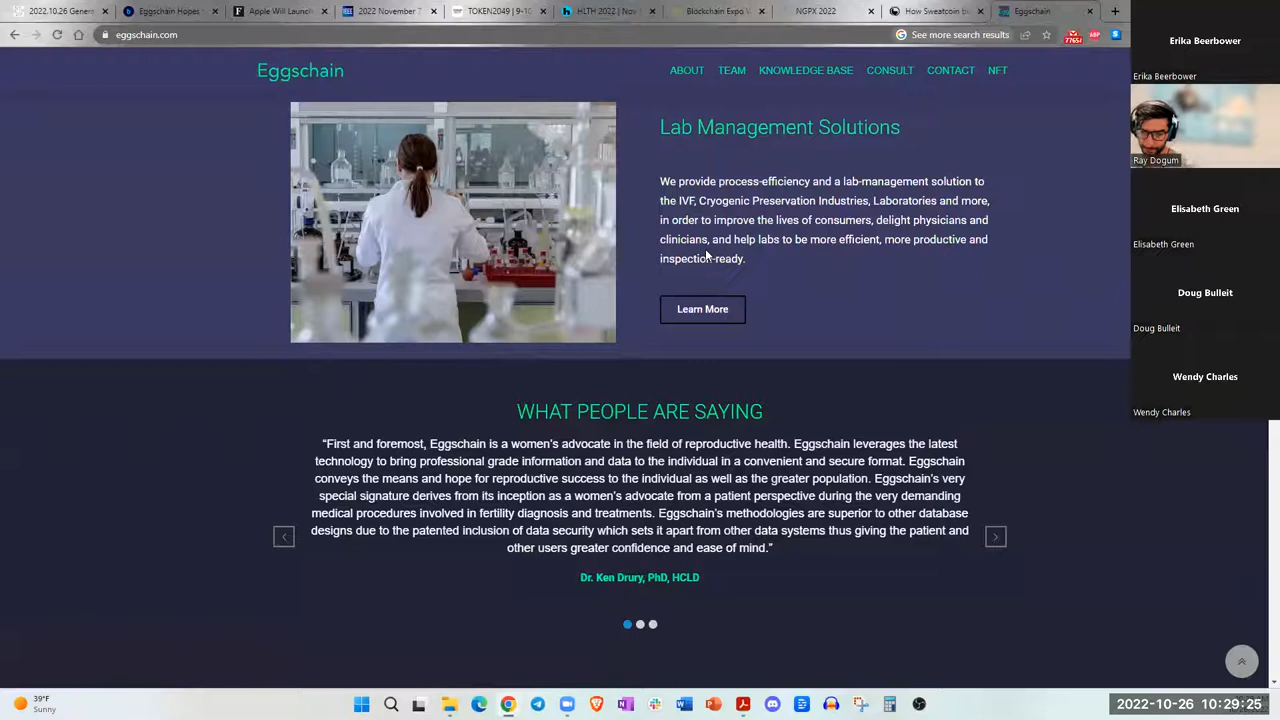 2022.10.26 Genera
Eggschain Hopes
Apple Will Launch
2022 November 7
TOKEN2049 | 9-10
HLTH 2022 | Nov
Blockchain Expo W
NGPX 2022
How Sweatcoin
Eggschain
eggschain.com
See more search results
Eggschain
ABOUT TEAM KNOWLEDGE BASE CONSULT CONTACT NFT
Lab Management Solutions
We provide process-efficiency and a lab-management solution to
the IVF, Cryogenic Preservation Industries, Laboratories and more,
in order to improve the lives of consumers, delight physicians and
clinicians, and help labs to be more efficient, more productive and
inspection-ready.
Learn More
WHAT PEOPLE ARE SAYING
“First and foremost, Eggschain is a women’s advocate in the field of reproductive health. Eggschain leverages the latest
technology to bring professional grade information and data to the individual in a convenient and secure format. Eggschain
conveys the means and hope for reproductive success to the individual as well as the greater population. Eggschain’s very
special signature derives from its inception as a women’s advocate from a patient perspective during the very demanding
medical procedures involved in fertility diagnosis and treatments. Eggschain’s methodologies are superior to other database
designs due to the patented inclusion of data security which sets it apart from other data systems thus giving the patient and
other users greater confidence and ease of mind.”
Dr. Ken Drury, PhD, HCLD
Erika Beerbower
Erika Beerbower
Ray Dogum
Elisabeth Green
Elisabeth Green
Doug Bulleit
Doug Bulleit
Wendy Charles
Wendy Charles
39°F
Sunny
2022-10-26 10:29:25